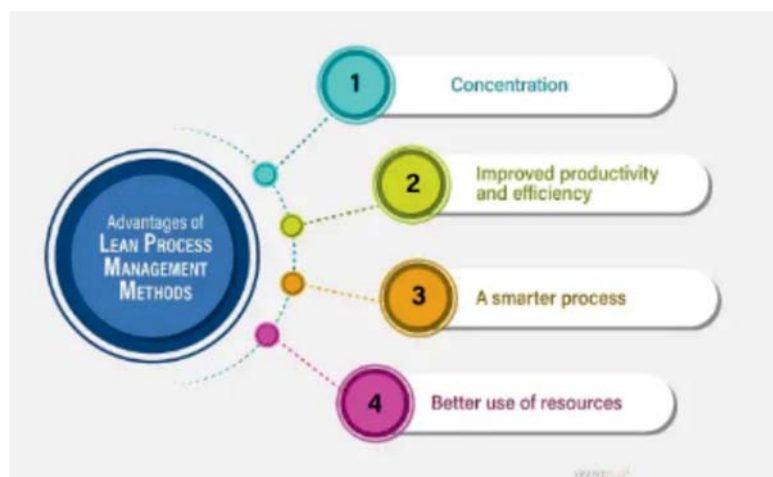 Advantages of
LEAN PROCESS
MANAGEMENT
METHODS
1
Concentration
2
Improved productivity
and efficiency
3
A smarter process
4
Better use of resources